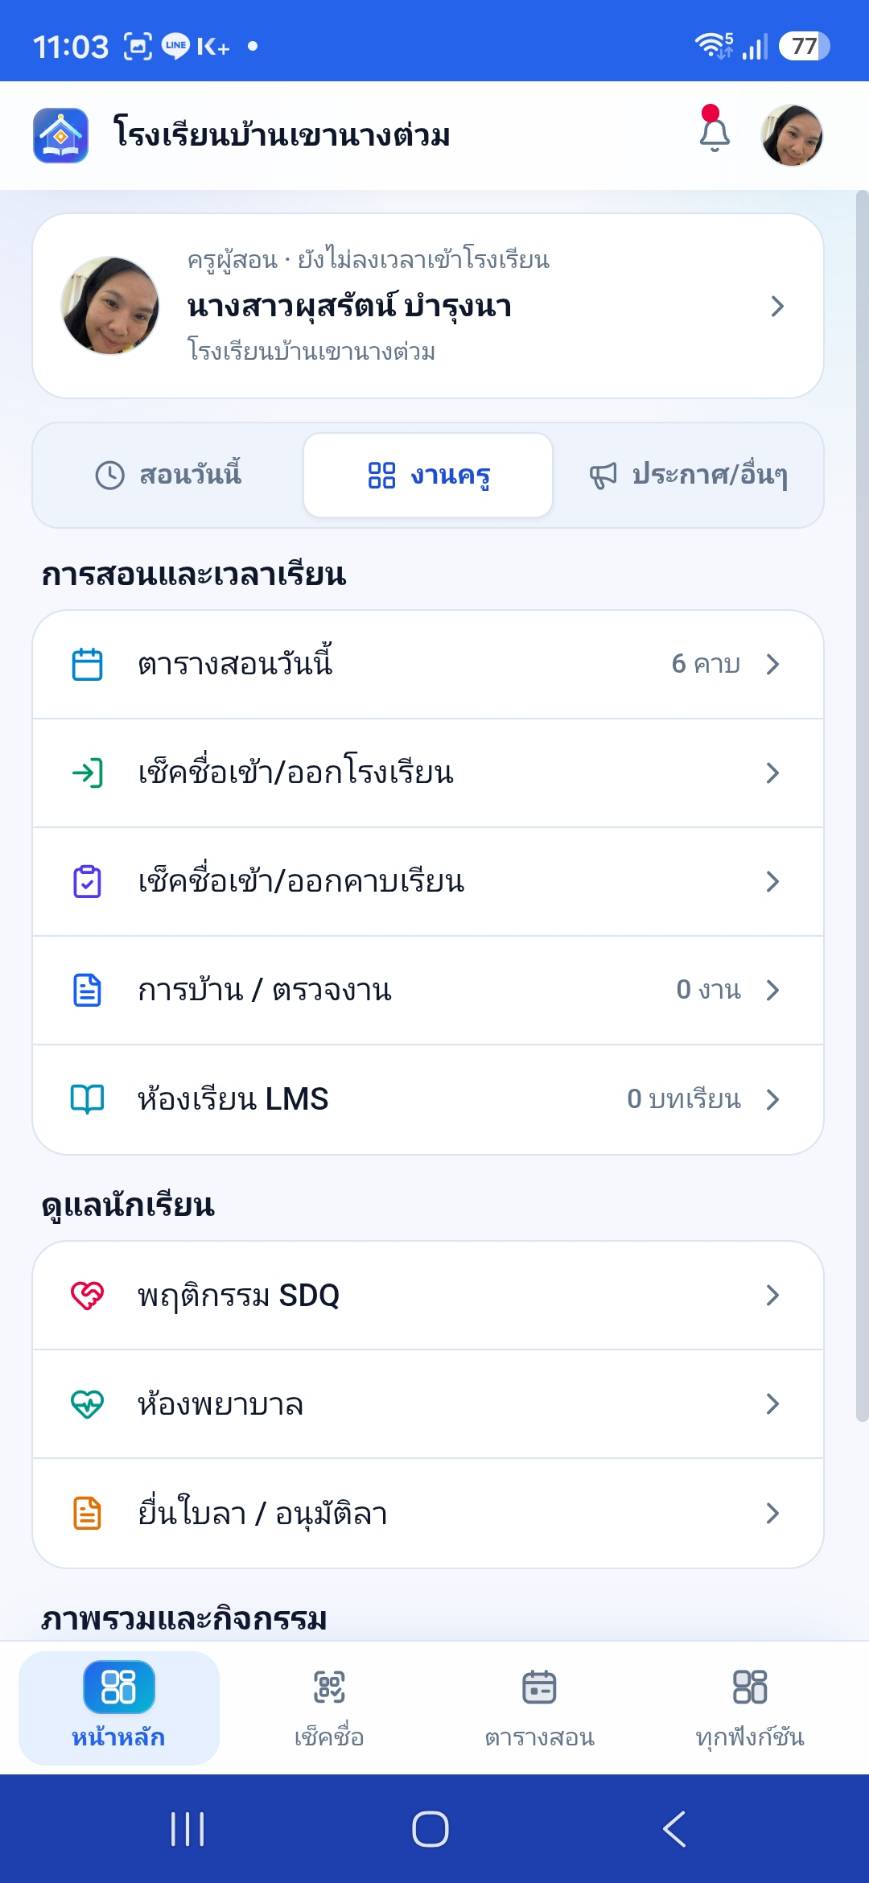 11:03 LINE K+ 5 77
โรงเรียนบ้านเขานางต่วม
ครูผู้สอน · ยังไม่ลงเวลาเข้าโรงเรียน
นางสาวผุสรัตน์ บำรุงนา
โรงเรียนบ้านเขานางต่วม
สอนวันนี้ งานครู ประกาศ/อื่นๆ
การสอนและเวลาเรียน
ตารางสอนวันนี้ 6 คาบ
เช็คชื่อเข้า/ออกโรงเรียน
เช็คชื่อเข้า/ออกคาบเรียน
การบ้าน / ตรวจงาน 0 งาน
ห้องเรียน LMS 0 บทเรียน
ดูแลนักเรียน
พฤติกรรม SDQ
ห้องพยาบาล
ยื่นใบลา / อนุมัติลา
ภาพรวมและกิจกรรม
หน้าหลัก เช็คชื่อ ตารางสอน ทุกฟังก์ชัน